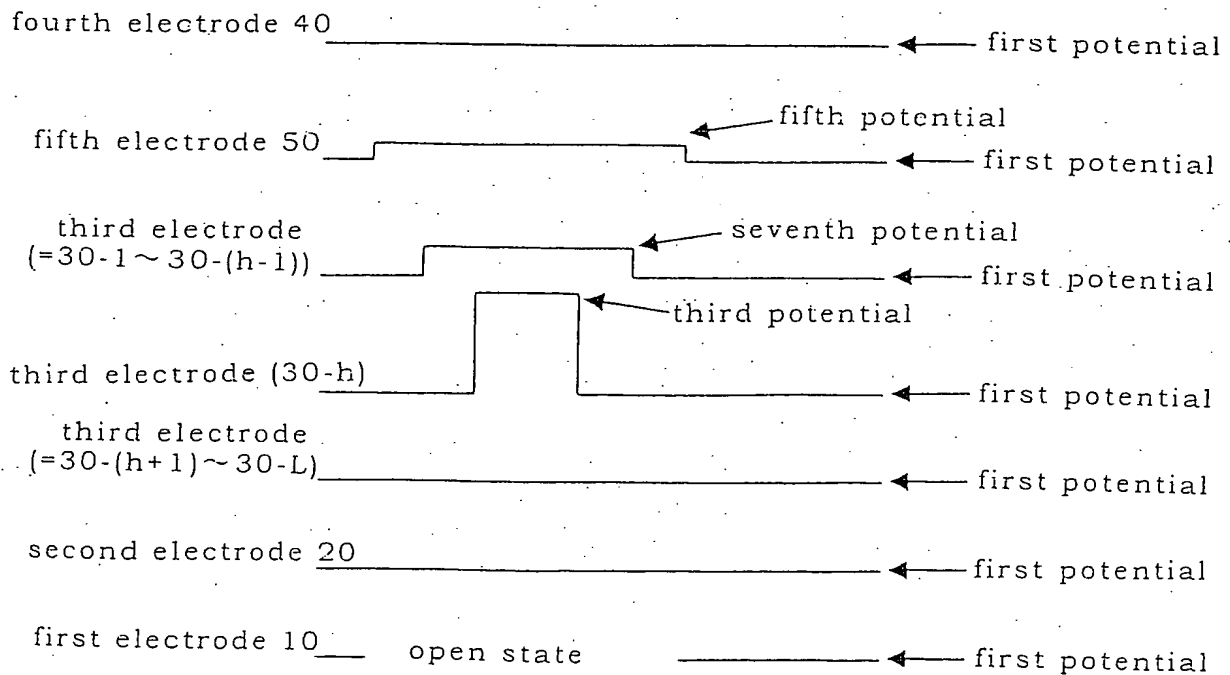 fourth electrode 40
first potential
fifth potential
fifth electrode 50
first potential
third electrode
(=30-1～30-(h-1))
seventh potential
first potential
third potential
third electrode (30-h)
first potential
third electrode
(=30-(h+1)～30-L)
first potential
second electrode 20
first potential
first electrode 10
open state
first potential